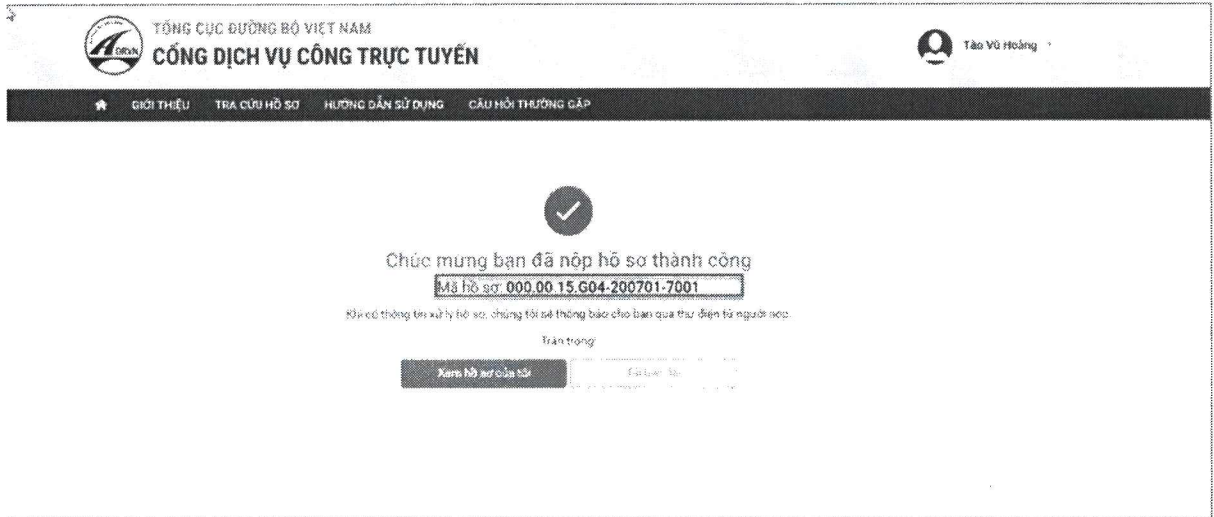 TỔNG CỤC ĐƯỜNG BỘ VIỆT NAM
CỔNG DỊCH VỤ CÔNG TRỰC TUYẾN
Tào Vũ Hoàng
GIỚI THIỆU TRA CỨU HỒ SƠ HƯỚNG DẪN SỬ DỤNG CÂU HỎI THƯỜNG GẶP
Chúc mừng bạn đã nộp hồ sơ thành công
Mã hồ sơ: 000.00.15.G04-200701-7001
Khi có thông tin xử lý hồ sơ, chúng tôi sẽ thông báo cho bạn qua thư điện tử người nộp.
Trân trọng
Xem hồ sơ của tôi